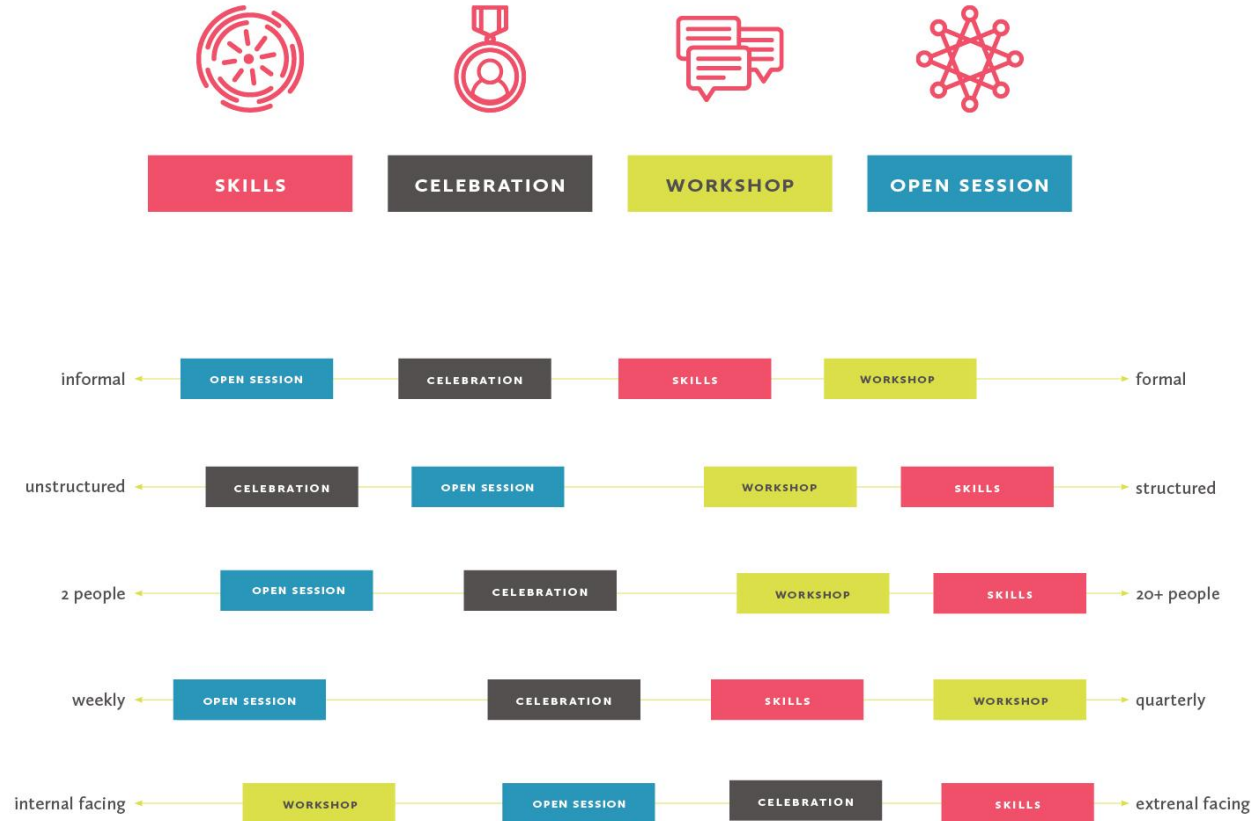 SKILLS
CELEBRATION
WORKSHOP
OPEN SESSION
informal OPEN SESSION CELEBRATION SKILLS WORKSHOP formal
unstructured CELEBRATION OPEN SESSION WORKSHOP SKILLS structured
2 people OPEN SESSION CELEBRATION WORKSHOP SKILLS 20+ people
weekly OPEN SESSION CELEBRATION SKILLS WORKSHOP quarterly
internal facing WORKSHOP OPEN SESSION CELEBRATION SKILLS extrenal facing